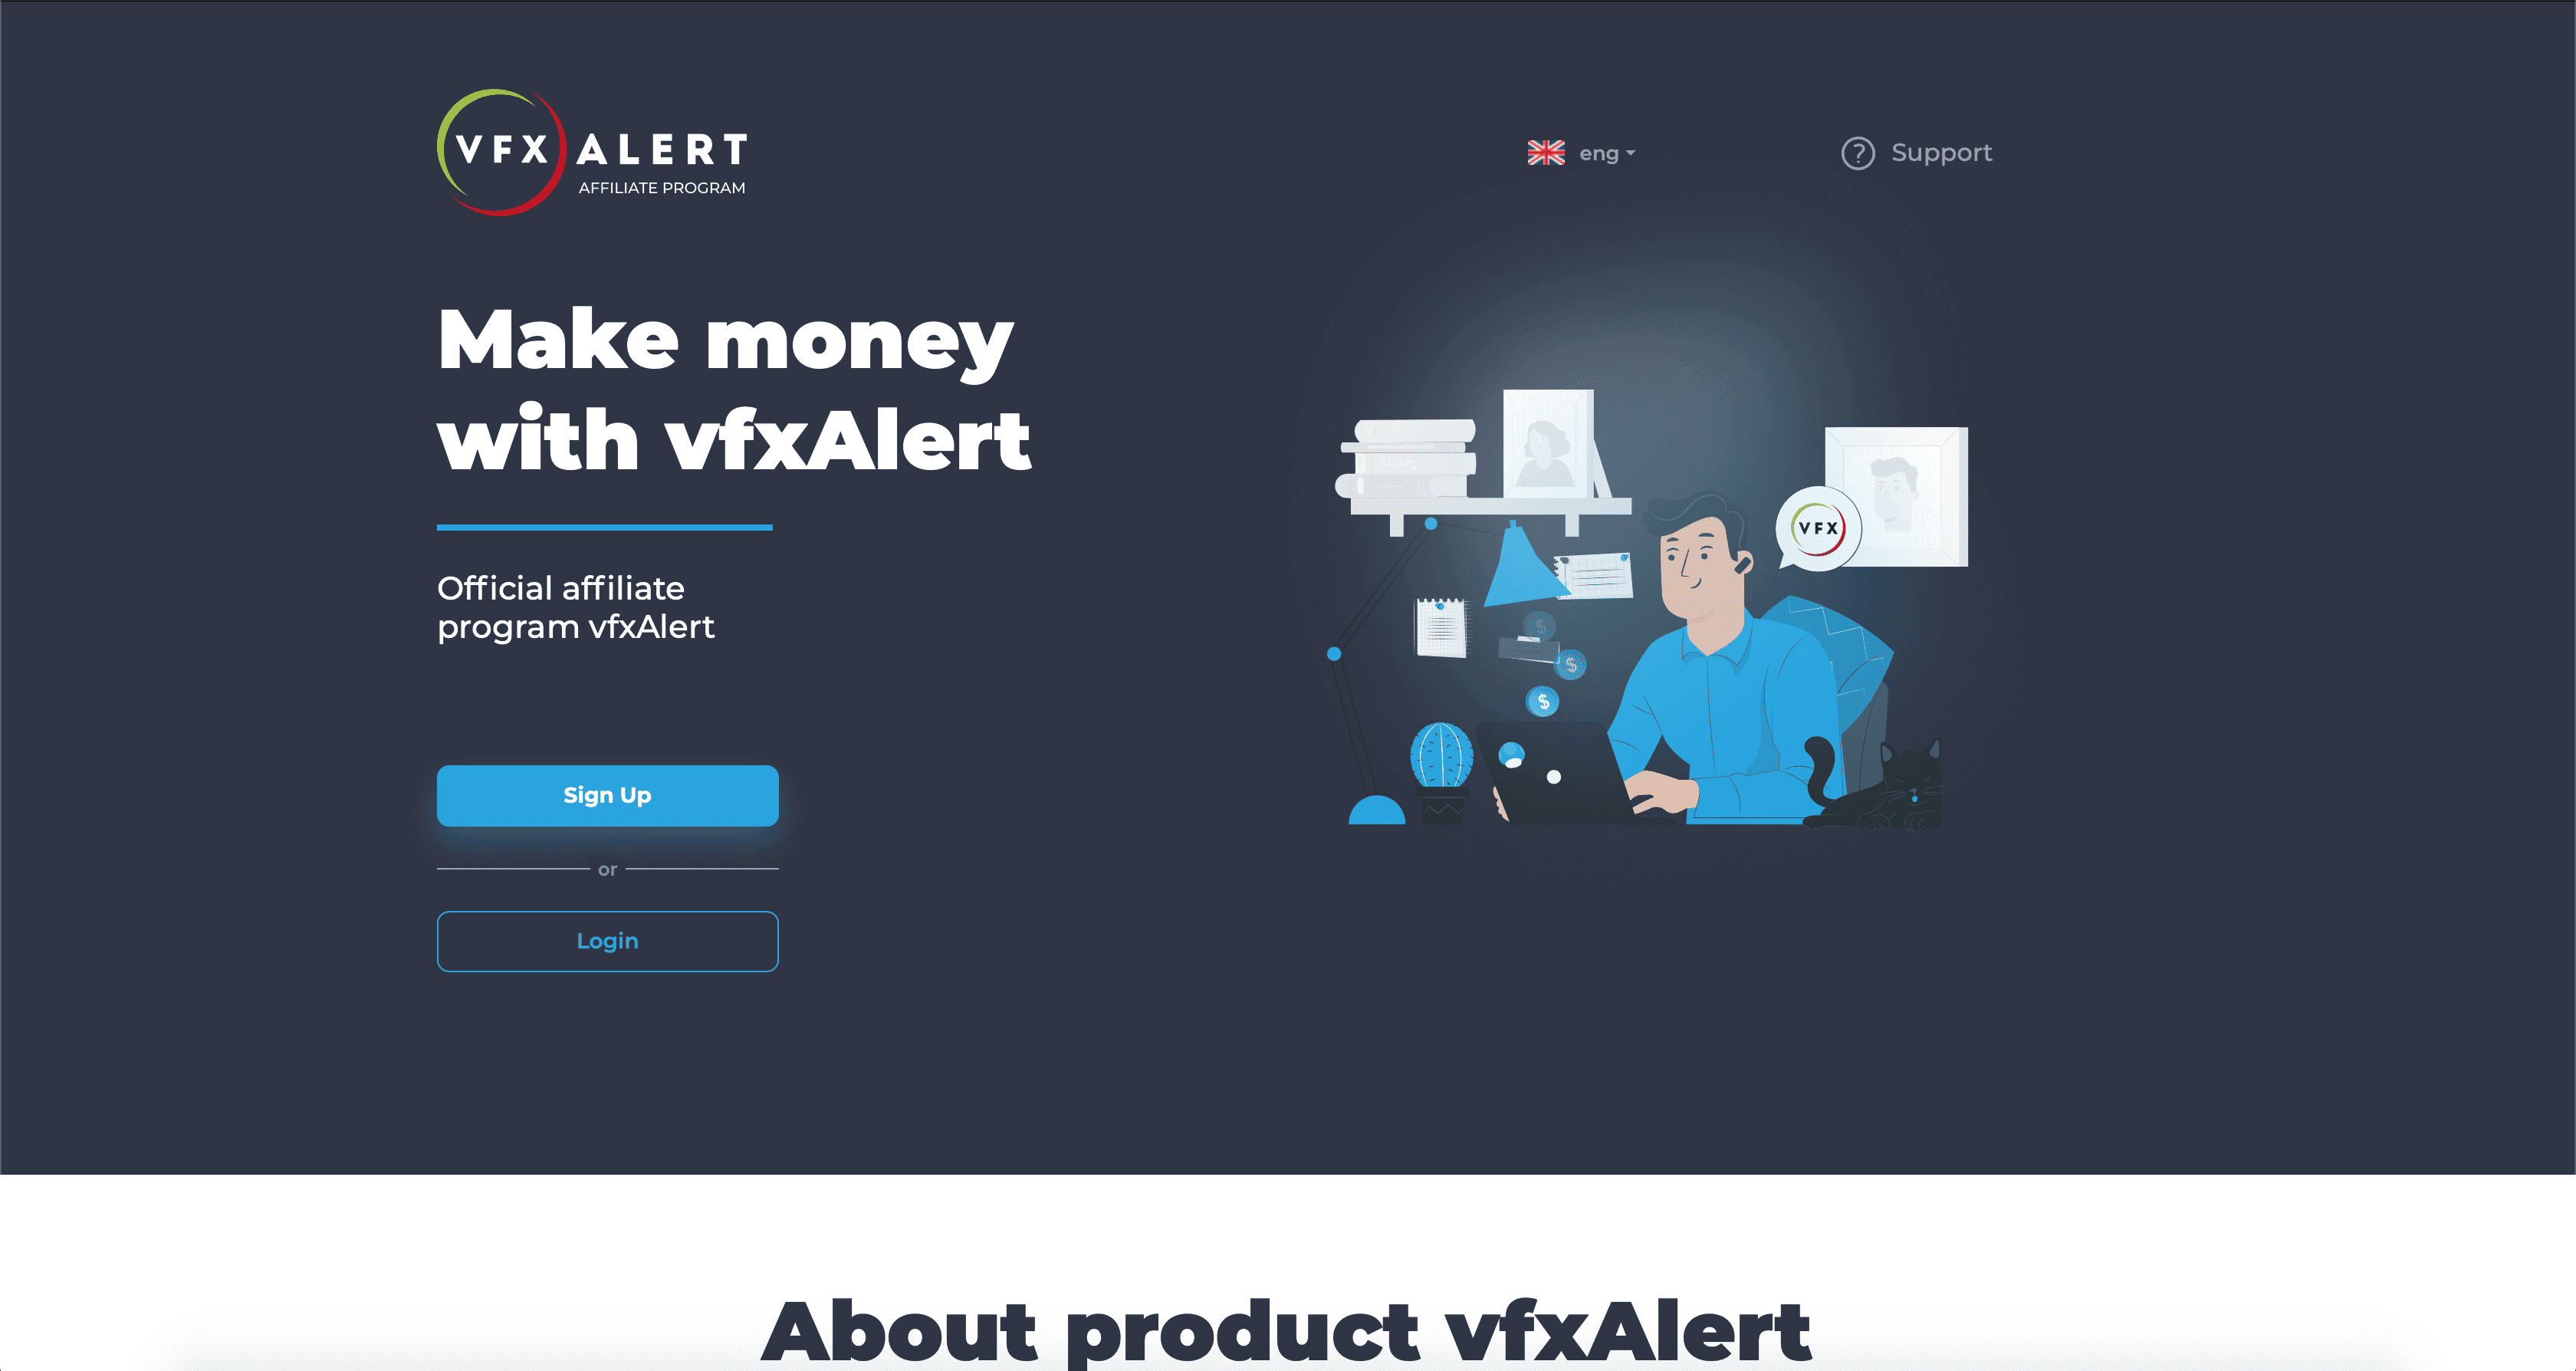 VFX ALERT
AFFILIATE PROGRAM
eng
Support
Make money
with vfxAlert
Official affiliate
program vfxAlert
GALAXY
VFX
$
$
$
Sign Up
or
Login
About product vfxAlert